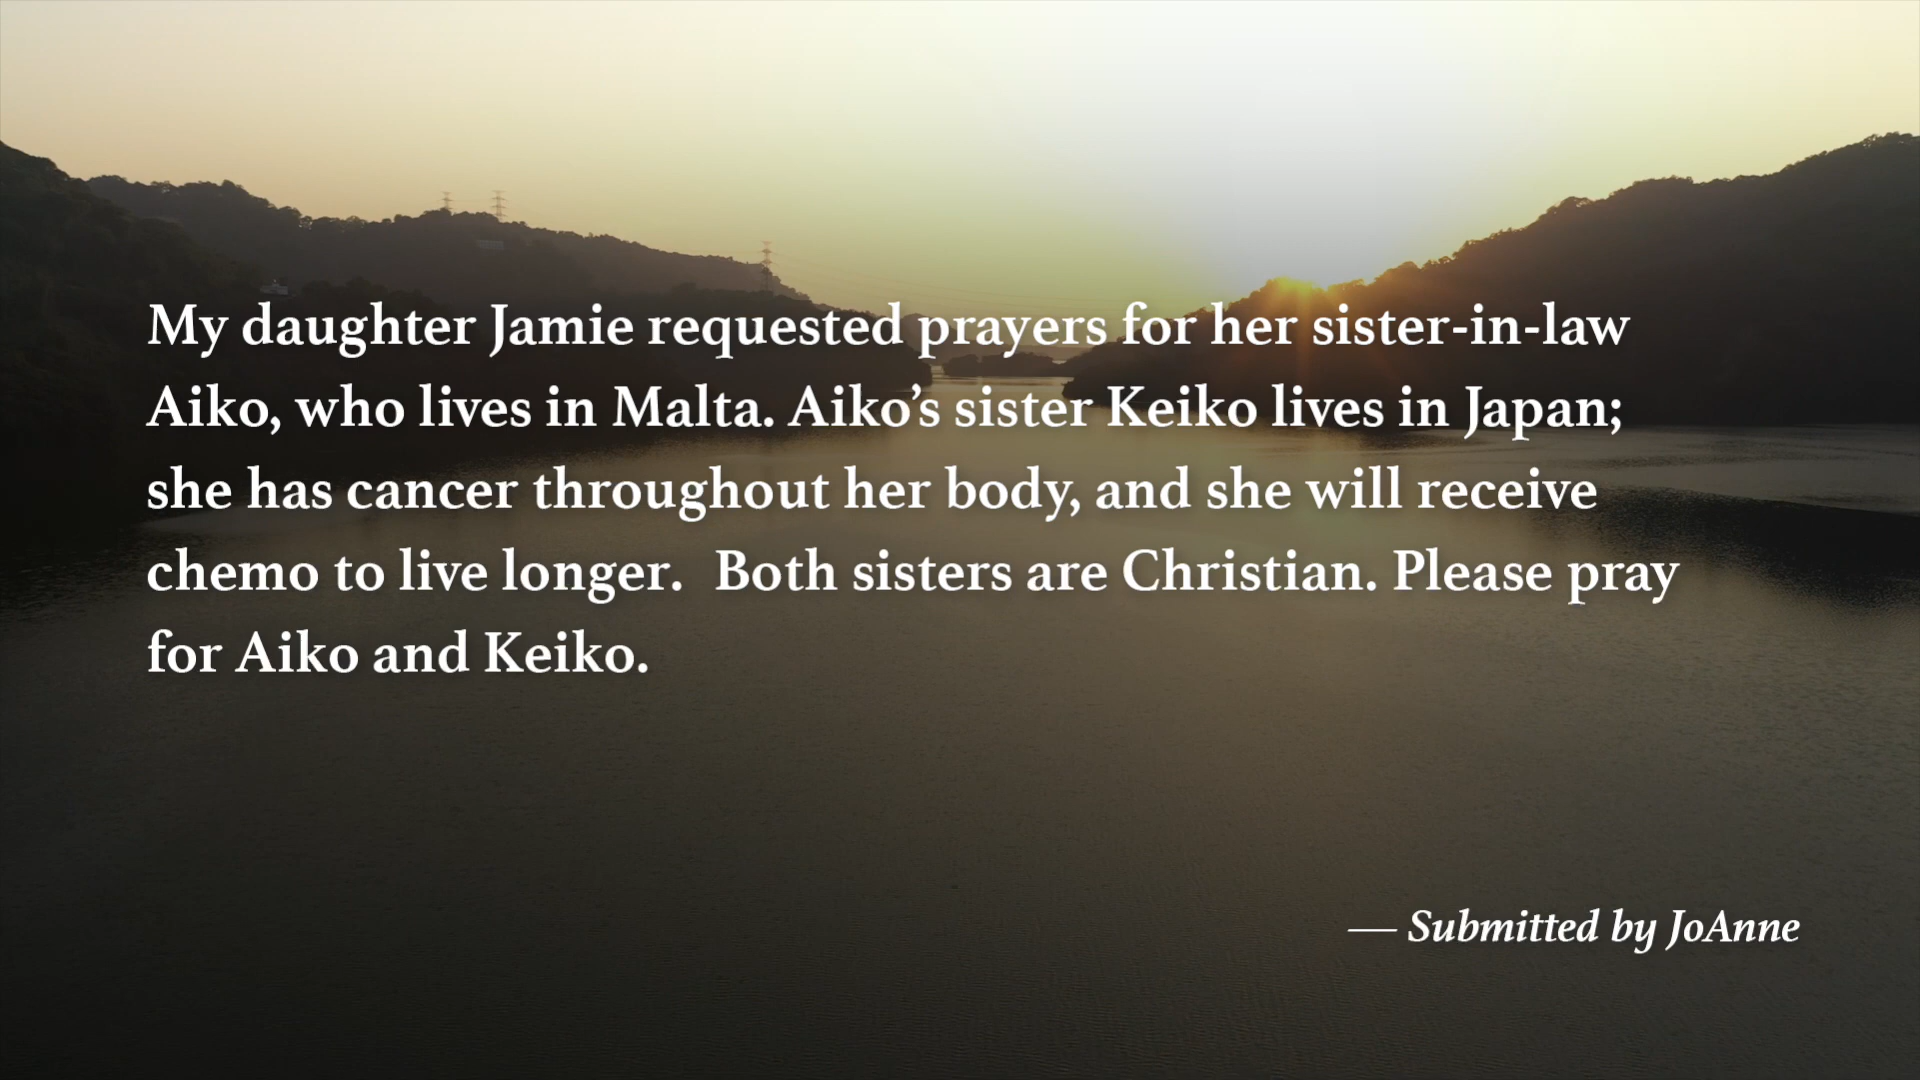 My daughter Jamie requested prayers for her sister-in-law
Aiko, who lives in Malta. Aiko’s sister Keiko lives in Japan;
she has cancer throughout her body, and she will receive
chemo to live longer.  Both sisters are Christian. Please pray
for Aiko and Keiko.
— Submitted by JoAnne